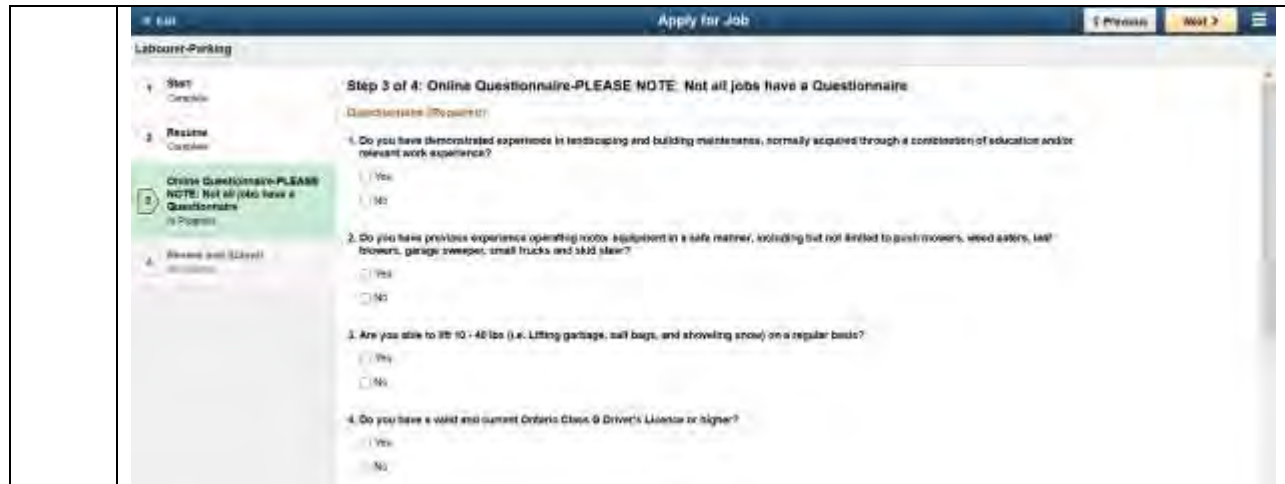 Exit
Apply for Job
Previous
Next
Labourer-Parking
1 Start
Complete
2 Resume
Complete
3 Online Questionnaire-PLEASE
NOTE: Not all jobs have a
Questionnaire
In Progress
4 Review and Submit
Step 3 of 4: Online Questionnaire-PLEASE NOTE: Not all jobs have a Questionnaire
Questionnaire (Required)
1. Do you have demonstrated experience in landscaping and building maintenance, normally acquired through a combination of education and/or
relevant work experience?
Yes
No
2. Do you have previous experience operating motor equipment in a safe manner, including but not limited to push mowers, weed eaters, leaf
blowers, garage sweeper, small trucks and skid steer?
Yes
No
3. Are you able to lift 10 - 40 lbs (i.e. Lifting garbage, salt bags, and shoveling snow) on a regular basis?
Yes
No
4. Do you have a valid and current Ontario Class G Driver's Licence or higher?
Yes
No